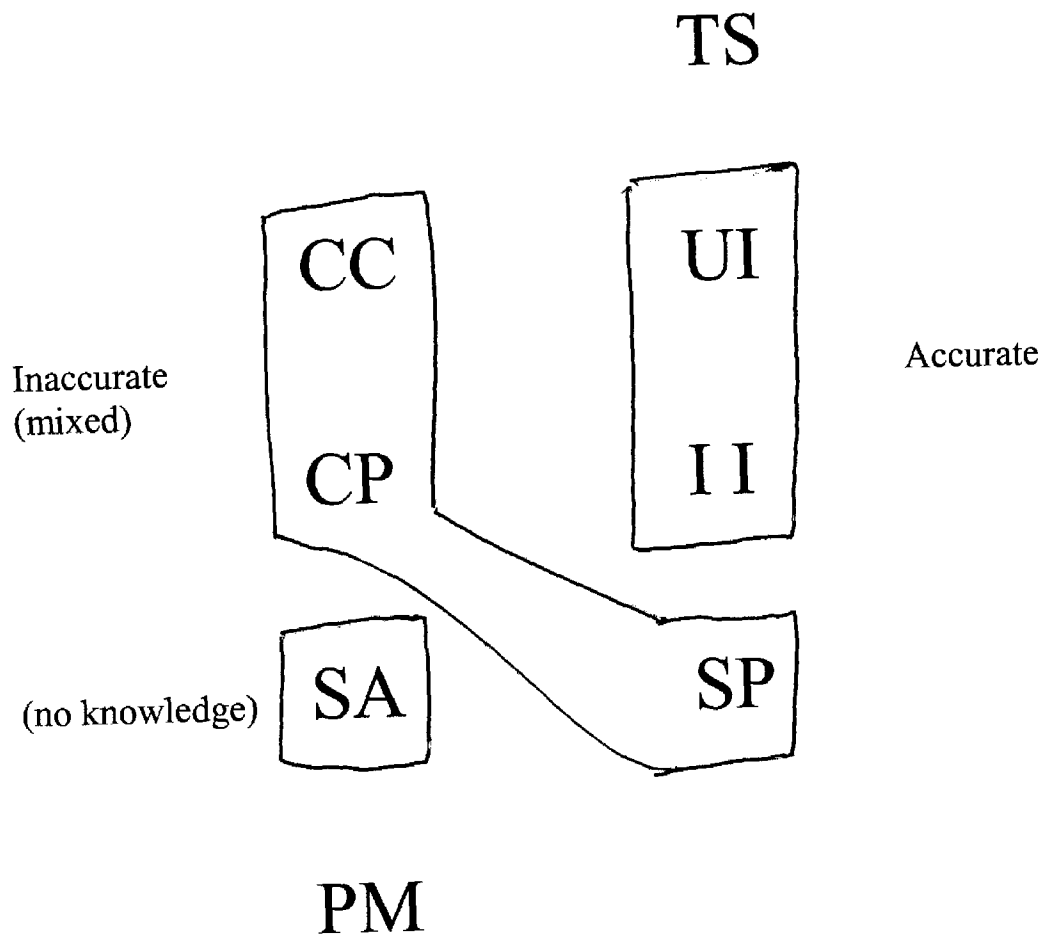 TS
CC
UI
Inaccurate
(mixed)
Accurate
CP
I I
(no knowledge)
SA
SP
PM